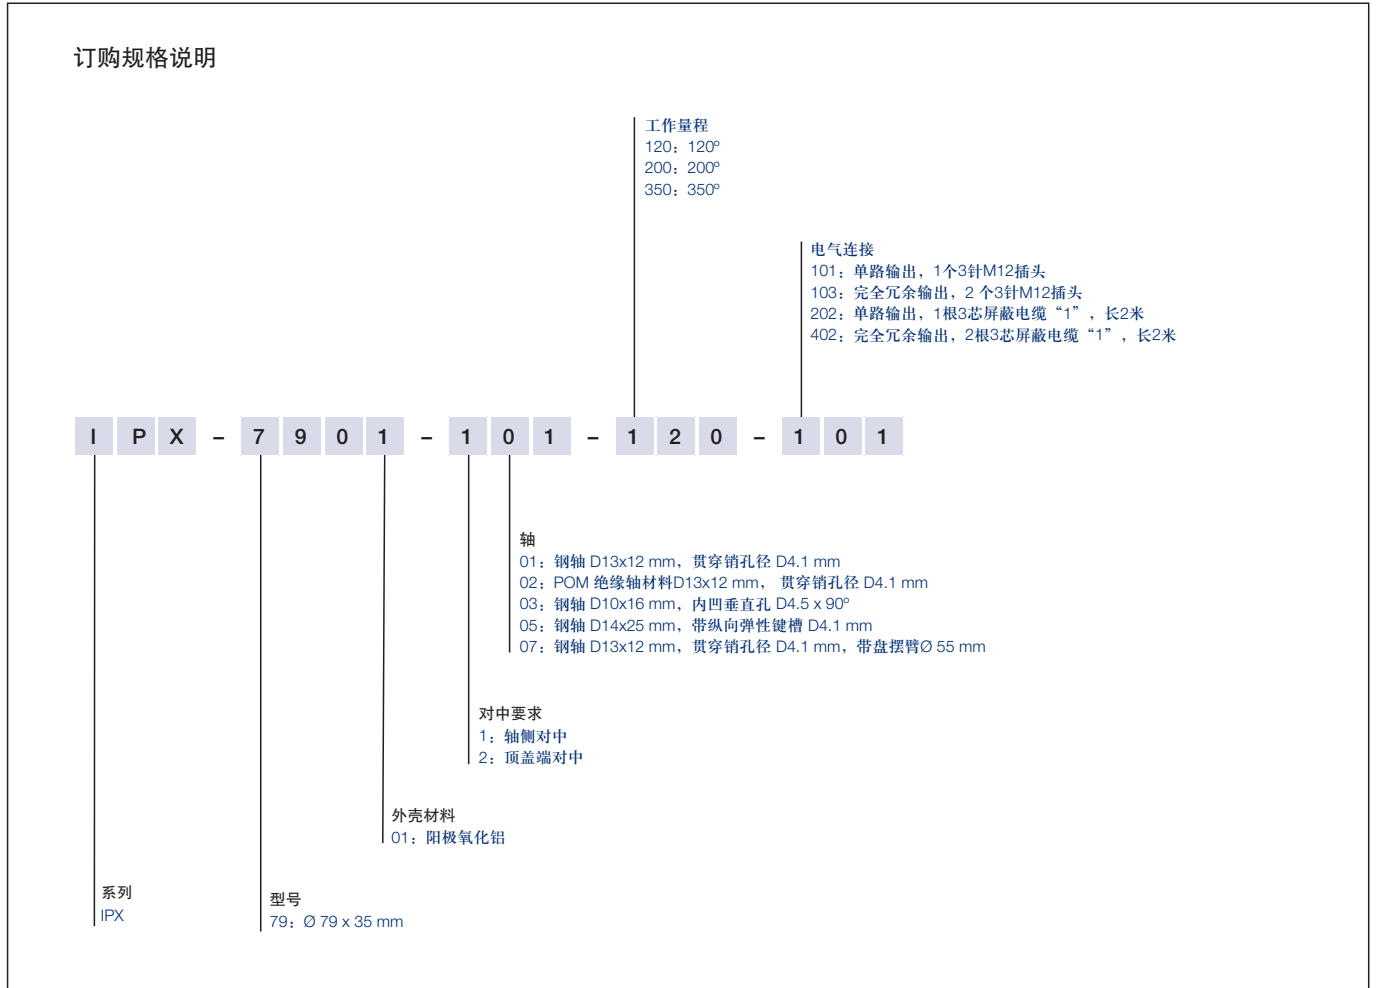 订购规格说明
工作量程
120：120º
200：200º
350：350º
电气连接
101：单路输出，1个3针M12插头
103：完全冗余输出，2 个3针M12插头
202：单路输出，1根3芯屏蔽电缆“1”，长2米
402：完全冗余输出，2根3芯屏蔽电缆“1”，长2米
I P X – 7 9 0 1 – 1 0 1 – 1 2 0 – 1 0 1
轴
01：钢轴 D13x12 mm，贯穿销孔径 D4.1 mm
02：POM 绝缘轴材料D13x12 mm， 贯穿销孔径 D4.1 mm
03：钢轴 D10x16 mm，内凹垂直孔 D4.5 x 90º
05：钢轴 D14x25 mm，带纵向弹性键槽 D4.1 mm
07：钢轴 D13x12 mm，贯穿销孔径 D4.1 mm，带盘摆臂Ø 55 mm
对中要求
1：轴侧对中
2：顶盖端对中
外壳材料
01：阳极氧化铝
系列
IPX
型号
79：Ø 79 x 35 mm